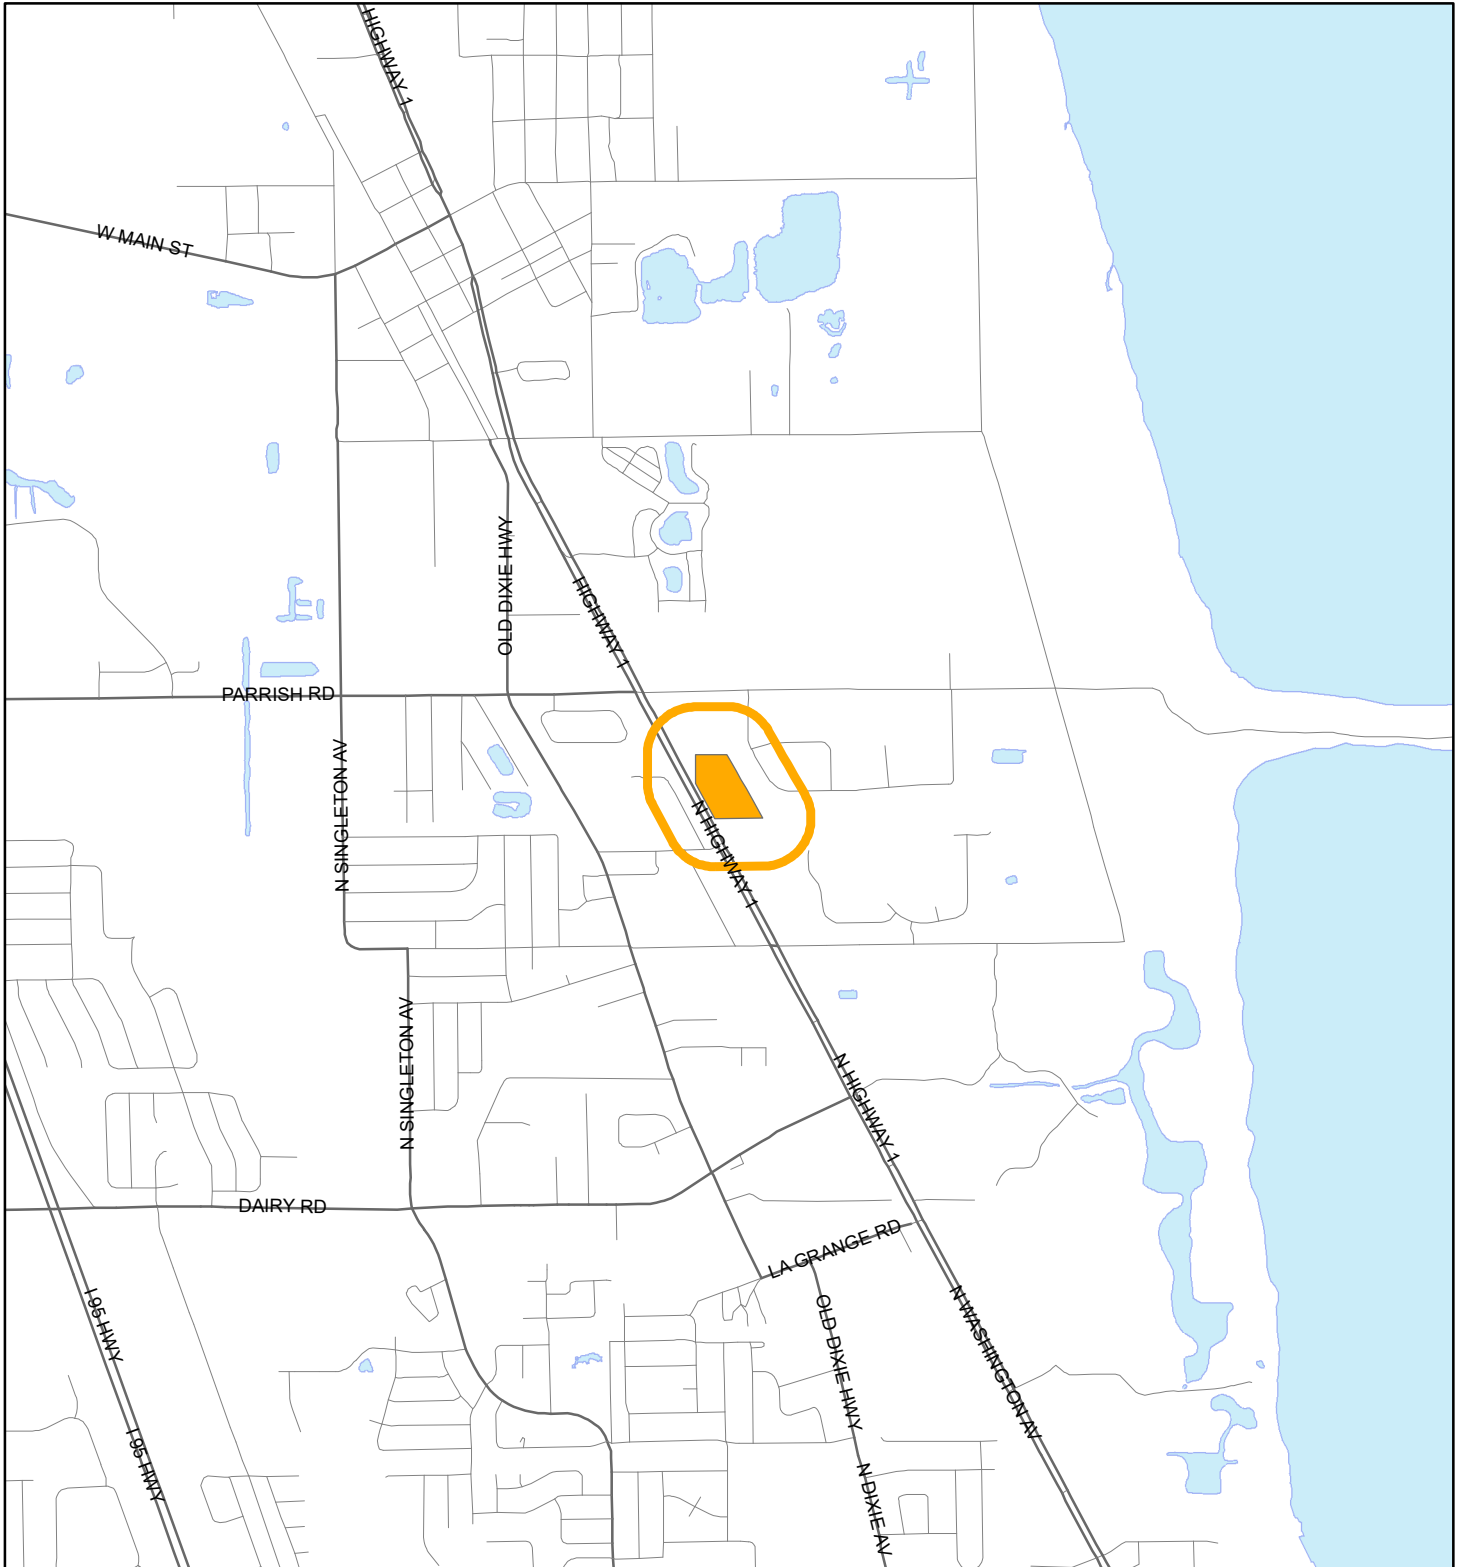 HIGHWAY 1
W MAIN ST
OLD DIXIE HWY
HIGHWAY 1
PARRISH RD
N SINGLETON AV
N HIGHWAY 1
N SINGLETON AV
N HIGHWAY 1
DAIRY RD
LA GRANGE RD
I 95 HWY
OLD DIXIE HWY
N WASHINGTON AV
I 95 HWY
N DIXIE AV